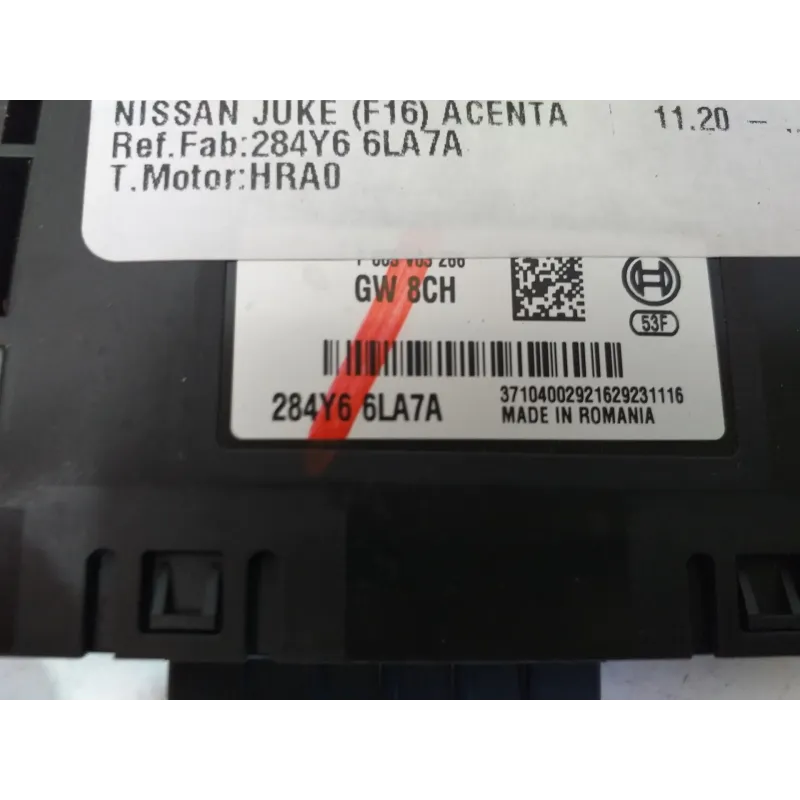 NISSAN JUKE (F16) ACENTA 11.20 -
Ref.Fab:284Y6 6LA7A
T.Motor:HRA0
GW 8CH
53F
284Y6 6LA7A 37104002921629231116
MADE IN ROMANIA